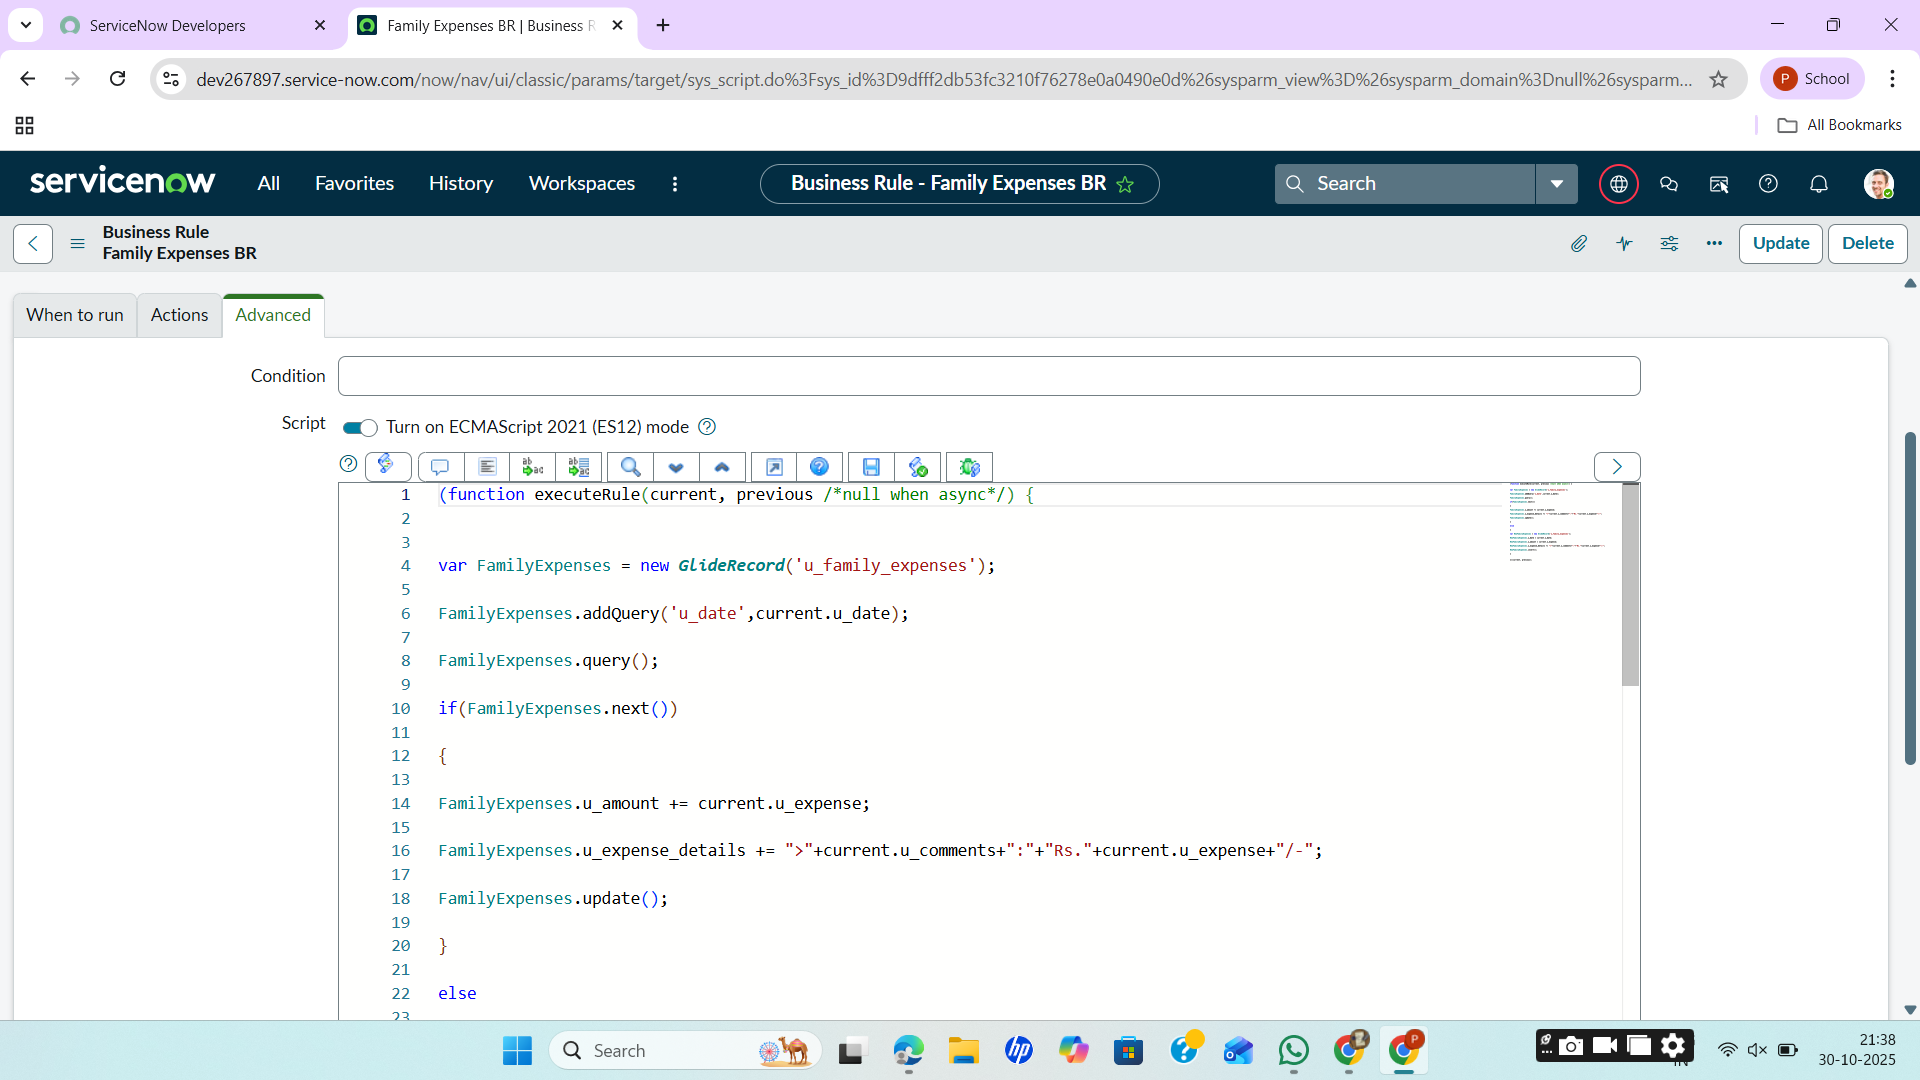 ServiceNow Developers
Family Expenses BR | Business R
dev267897.service-now.com/now/nav/ui/classic/params/target/sys_script.do%3Fsys_id%3D9dfff2db53fc3210f76278e0a0490e0d%26sysparm_view%3D%26sysparm_domain%3Dnull%26sysparm...
P School
All Bookmarks
servicenow All Favorites History Workspaces Business Rule - Family Expenses BR Search
Business Rule
Family Expenses BR
Update Delete
When to run Actions Advanced
Condition
Script Turn on ECMAScript 2021 (ES12) mode
1 (function executeRule(current, previous /*null when async*/) {
2
3
4 var FamilyExpenses = new GlideRecord('u_family_expenses');
5
6 FamilyExpenses.addQuery('u_date',current.u_date);
7
8 FamilyExpenses.query();
9
10 if(FamilyExpenses.next())
11
12 {
13
14 FamilyExpenses.u_amount += current.u_expense;
15
16 FamilyExpenses.u_expense_details += ">"+current.u_comments+":"+"Rs."+current.u_expense+"/-";
17
18 FamilyExpenses.update();
19
20 }
21
22 else
23
Search
hp
P
IN
21:38
30-10-2025